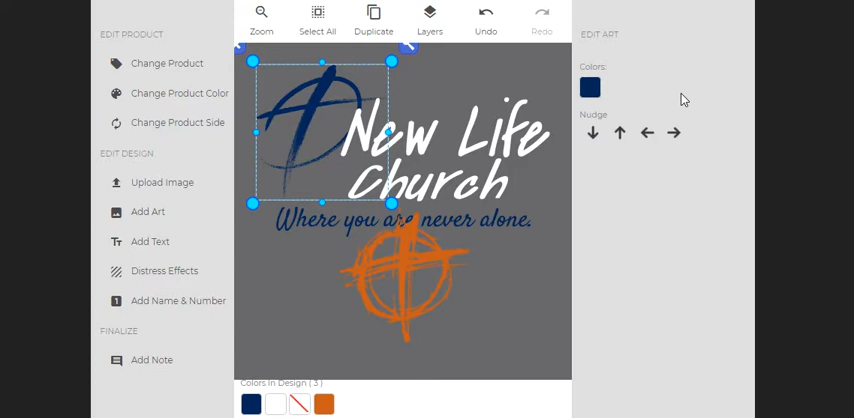 EDIT PRODUCT
Change Product
Change Product Color
Change Product Side
EDIT DESIGN
Upload Image
Add Art
Add Text
Distress Effects
Add Name & Number
FINALIZE
Add Note
Zoom
Select All
Duplicate
Layers
Undo
Redo
New Life
Church
Where you are never alone.
Colors In Design ( 3 )
EDIT ART
Colors:
Nudge